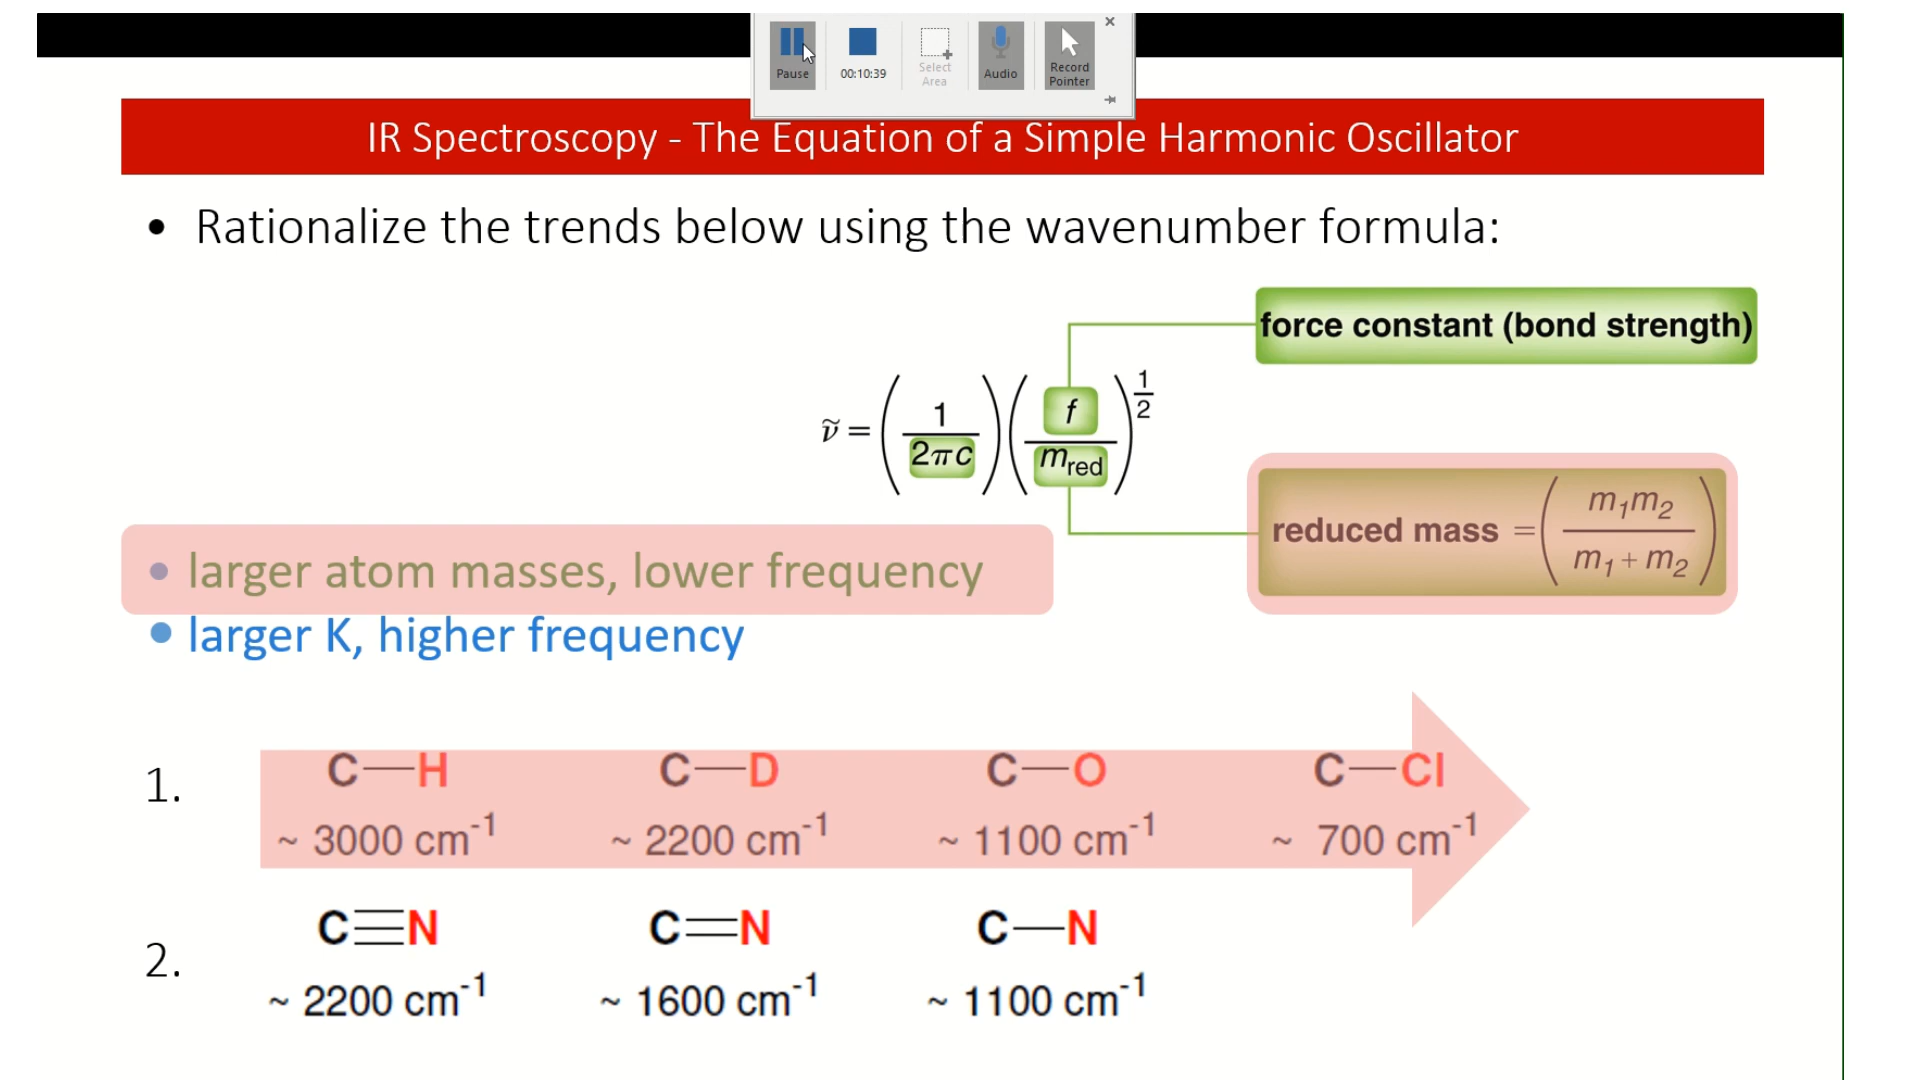 Pause
00:10:39
Select
Area
Audio
Record
Pointer
IR Spectroscopy - The Equation of a Simple Harmonic Oscillator
• Rationalize the trends below using the wavenumber formula:
force constant (bond strength)
ν̃ = (1/2πc)(f/m_red)^1/2
reduced mass = (m₁m₂/m₁+m₂)
• larger atom masses, lower frequency
• larger K, higher frequency
1. C—H C—D C—O C—Cl
~ 3000 cm⁻¹ ~ 2200 cm⁻¹ ~ 1100 cm⁻¹ ~ 700 cm⁻¹
2. C≡N C=N C—N
~ 2200 cm⁻¹ ~ 1600 cm⁻¹ ~ 1100 cm⁻¹